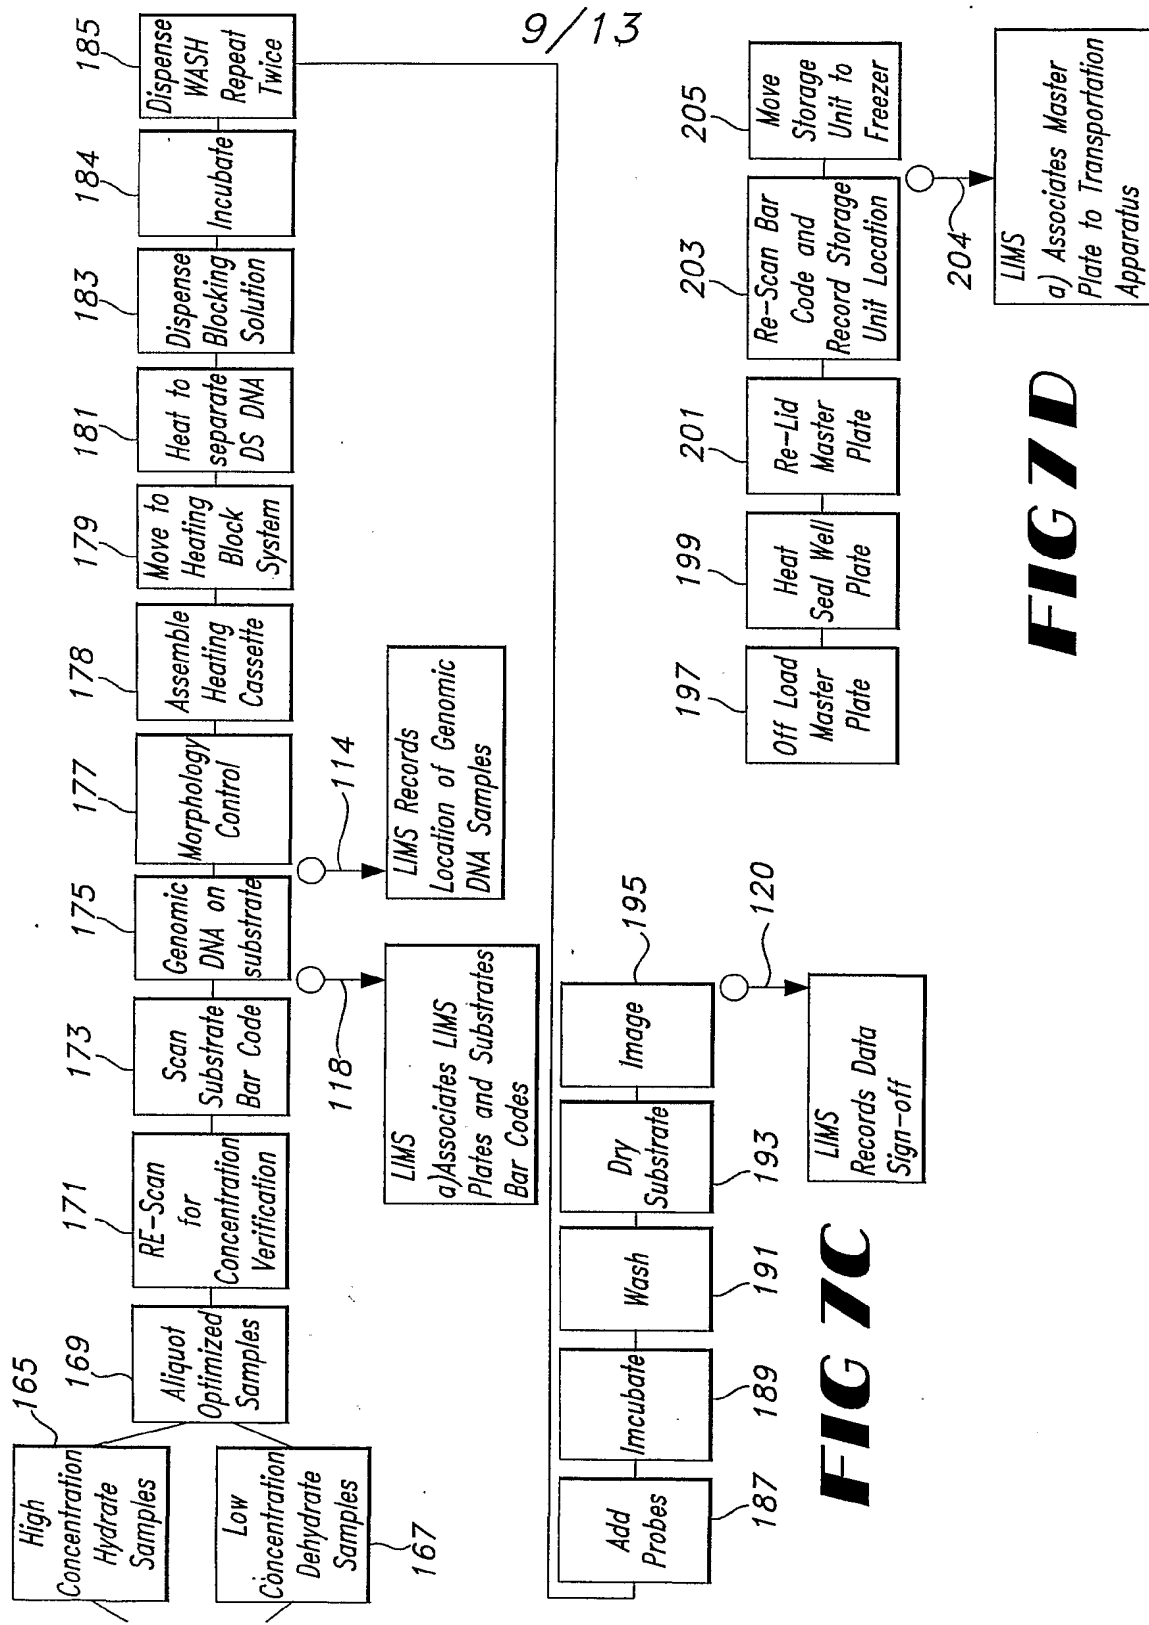 9/13
165
High
Concentration
Hydrate
Samples
Low
Concentration
Dehydrate
Samples
167
169
Aliquot
Optimized
Samples
171
RE-Scan
for
Concentration
Verification
173
Scan
Substrate
Bar Code
175
Genomic
DNA on
substrate
177
Morphology
Control
178
Assemble
Heating
Cassette
179
Move to
Heating
Block
System
181
Heat to
separate
DS DNA
183
Dispense
Blocking
Solution
184
Incubate
185
Dispense
WASH
Repeat
Twice
118
LIMS
a)Associates LIMS
Plates and Substrates
Bar Codes
114
LIMS Records
Location of Genomic
DNA Samples
Add
Probes
187
Imcubate
189
Wash
191
Dry
Substrate
193
Image
195
120
LIMS
Records Data
Sign-off
FIG 7C
197
Off Load
Master
Plate
199
Heat
Seal Well
Plate
201
Re-Lid
Master
Plate
203
Re-Scan Bar
Code and
Record Storage
Unit Location
205
Move
Storage
Unit to
Freezer
204
LIMS
a) Associates Master
Plate to Transportation
Apparatus
FIG 7D